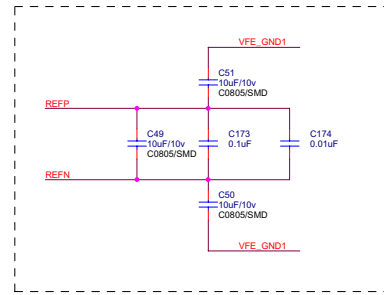 VFE_GND1
C51
10uF/10v
C0805/SMD
REFP
C49
10uF/10v
C0805/SMD
C173
0.1uF
C174
0.01uF
REFN
C50
10uF/10v
C0805/SMD
VFE_GND1